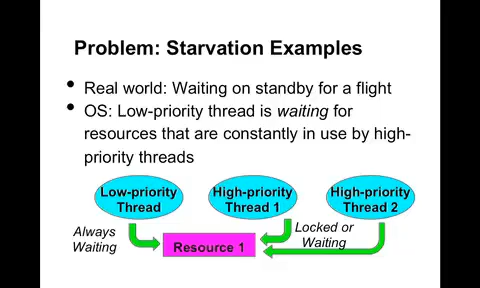 Problem: Starvation Examples
• Real world: Waiting on standby for a flight
• OS: Low-priority thread is waiting for
resources that are constantly in use by high-
priority threads
Low-priority
Thread
High-priority
Thread 1
High-priority
Thread 2
Always
Waiting
Resource 1
Locked or
Waiting